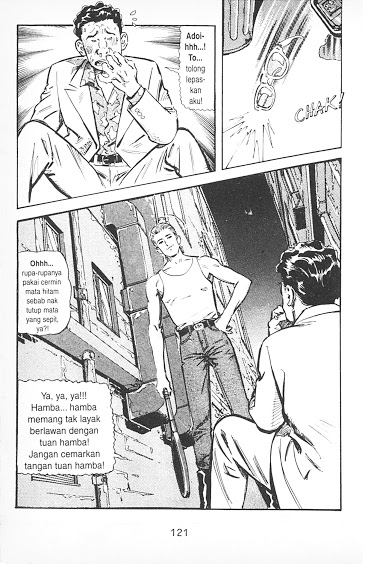 Adoi-
hhh...!
To...
tolong
lepas-
kan
aku!
CHAK!
Ohhh...
rupa-rupanya
pakai cermin
mata hitam
sebab nak
tutup mata
yang sepit,
ya?!
Ya, ya, ya!!!
Hamba... hamba
memang tak layak
berlawan dengan
tuan hamba!
Jangan cemarkan
tangan tuan hamba!
121